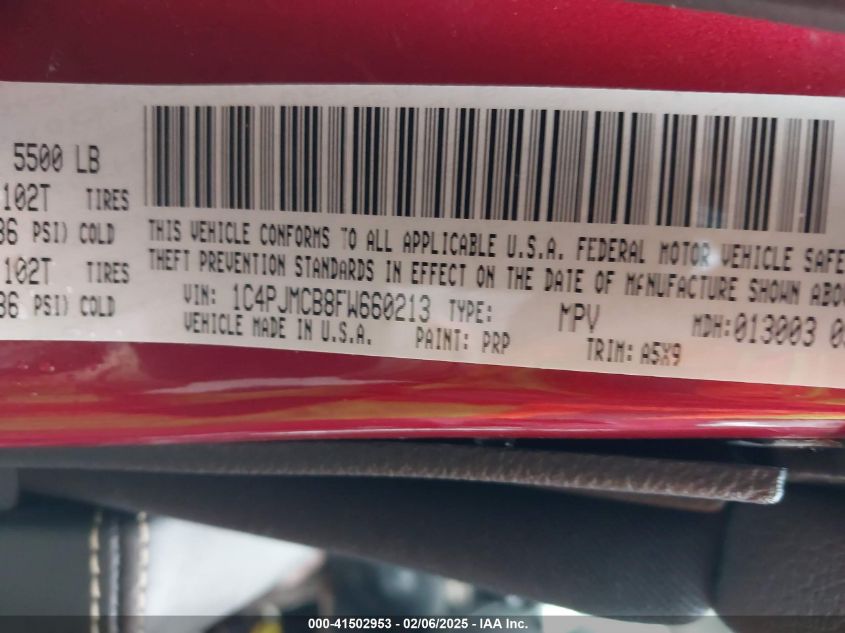 5500 LB
102T TIRES
36 PSI) COLD
102T TIRES
36 PSI) COLD
THIS VEHICLE CONFORMS TO ALL APPLICABLE U.S.A. FEDERAL MOTOR VEHICLE SAFE
THEFT PREVENTION STANDARDS IN EFFECT ON THE DATE OF MANUFACTURE SHOWN ABO
VIN: 1C4PJMCB8FW660213 TYPE: MPV MDH:013003
VEHICLE MADE IN U.S.A. PAINT: PRP TRIM: A5X9
000-41502953 – 02/06/2025 – IAA Inc.